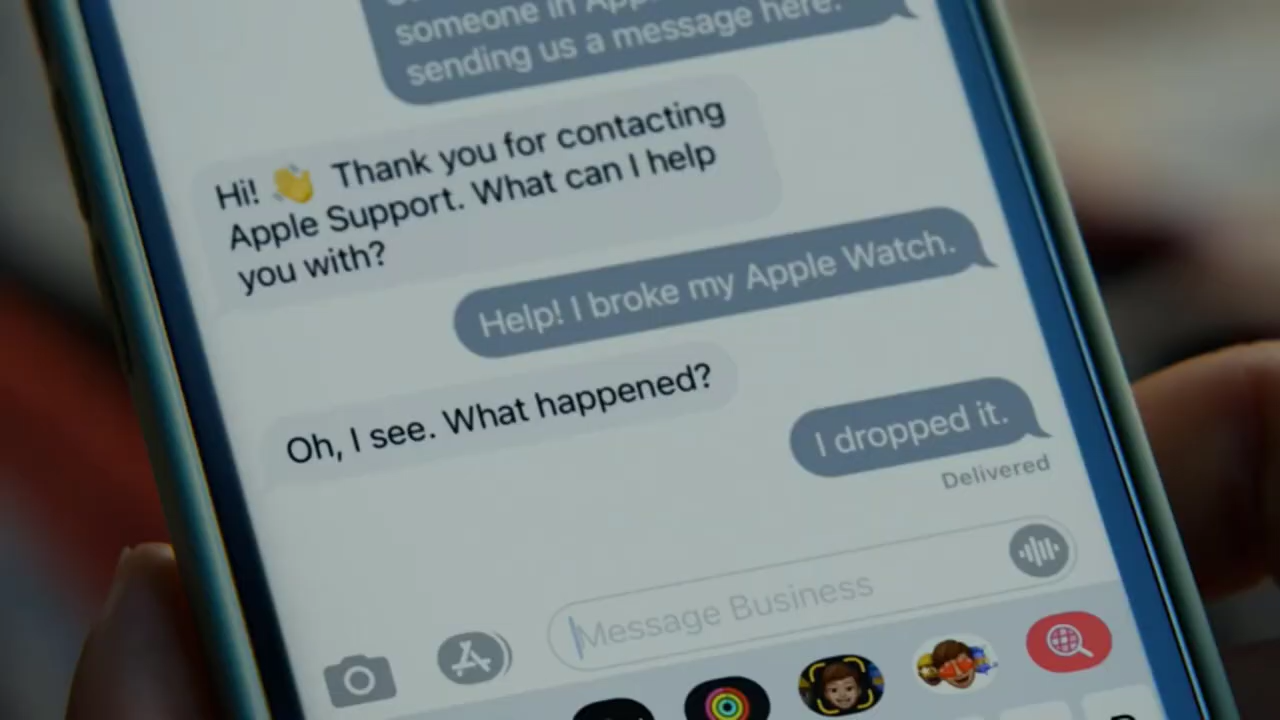 someone in
sending us a message here.
Hi! 👋 Thank you for contacting
Apple Support. What can I help
you with?
Help! I broke my Apple Watch.
Oh, I see. What happened?
I dropped it.
Delivered
Message Business